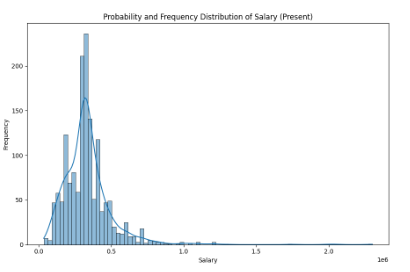 Probability and Frequency Distribution of Salary (Present)
200
150
100
50
0
Frequency
0.0
0.5
1.0
1.5
2.0
1e6
Salary